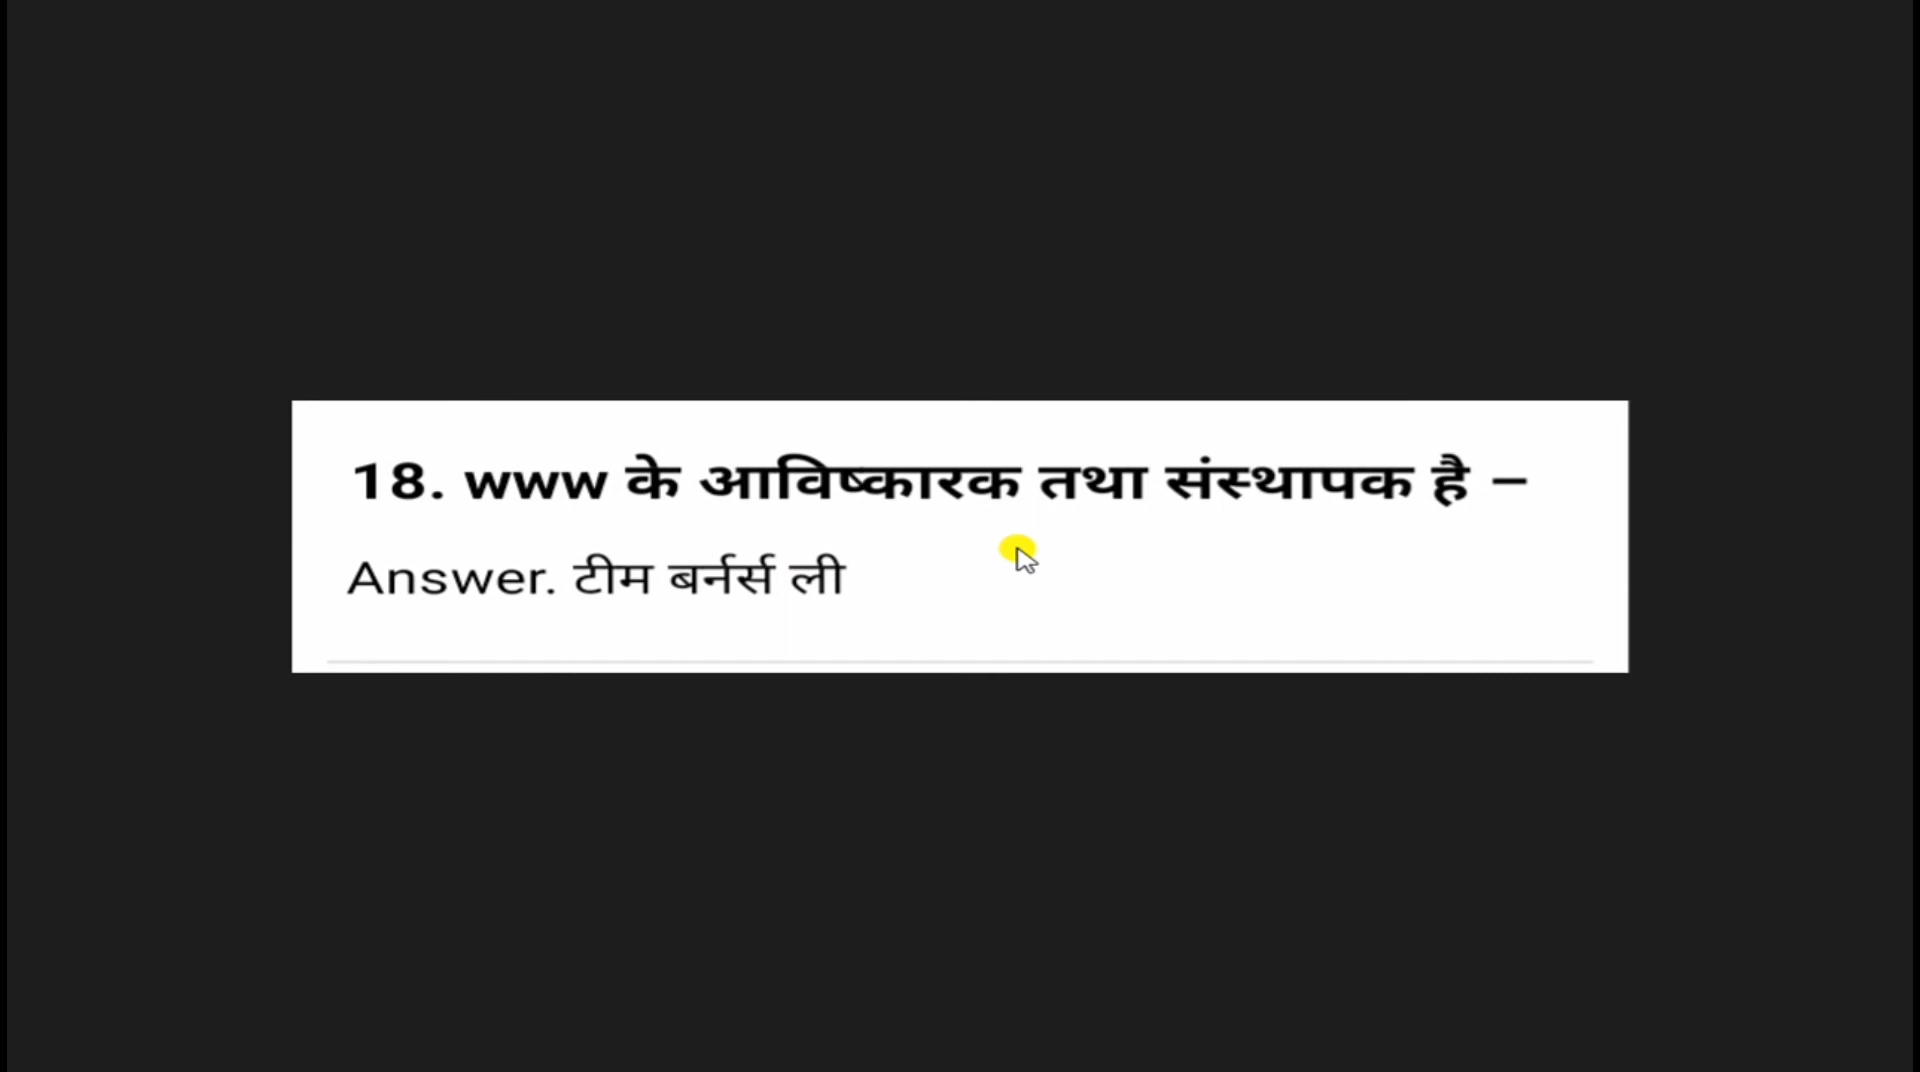 18. www के आविष्कारक तथा संस्थापक है –
Answer. टीम बर्नर्स ली